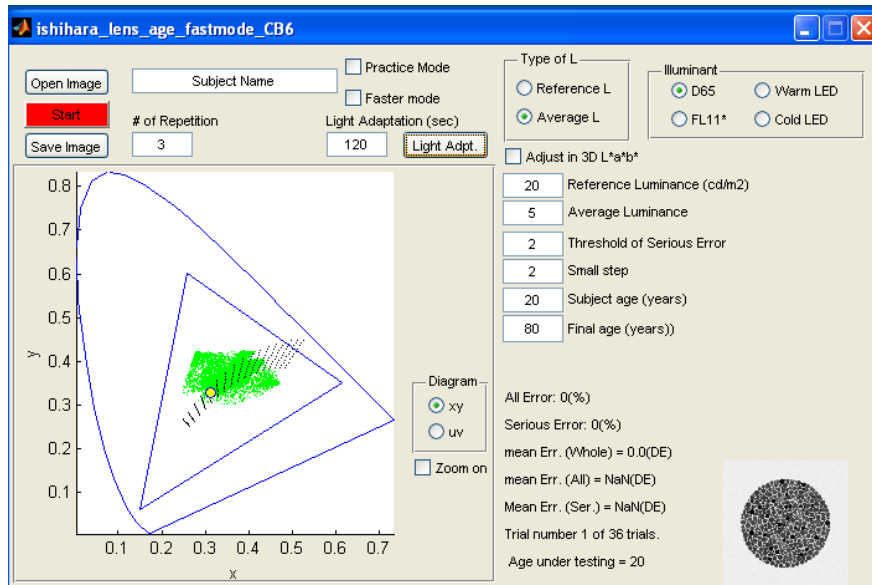 ishihara_lens_age_fastmode_CB6
Open Image
Subject Name
Practice Mode
Faster mode
Start
# of Repetition
Light Adaptation (sec)
Save Image
3
120
Light Adpt.
Type of L
Reference L
Average L
Illuminant
D65
Warm LED
FL11*
Cold LED
Adjust in 3D L*a*b*
20 Reference Luminance (cd/m2)
5 Average Luminance
2 Threshold of Serious Error
2 Small step
20 Subject age (years)
80 Final age (years))
0.8
0.7
0.6
0.5
0.4
0.3
0.2
0.1
y
0.1 0.2 0.3 0.4 0.5 0.6 0.7
x
Diagram
xy
uv
Zoom on
All Error: 0(%)
Serious Error: 0(%)
mean Err. (Whole) = 0.0(DE)
mean Err. (All) = NaN(DE)
Mean Err. (Ser.) = NaN(DE)
Trial number 1 of 36 trials.
Age under testing = 20